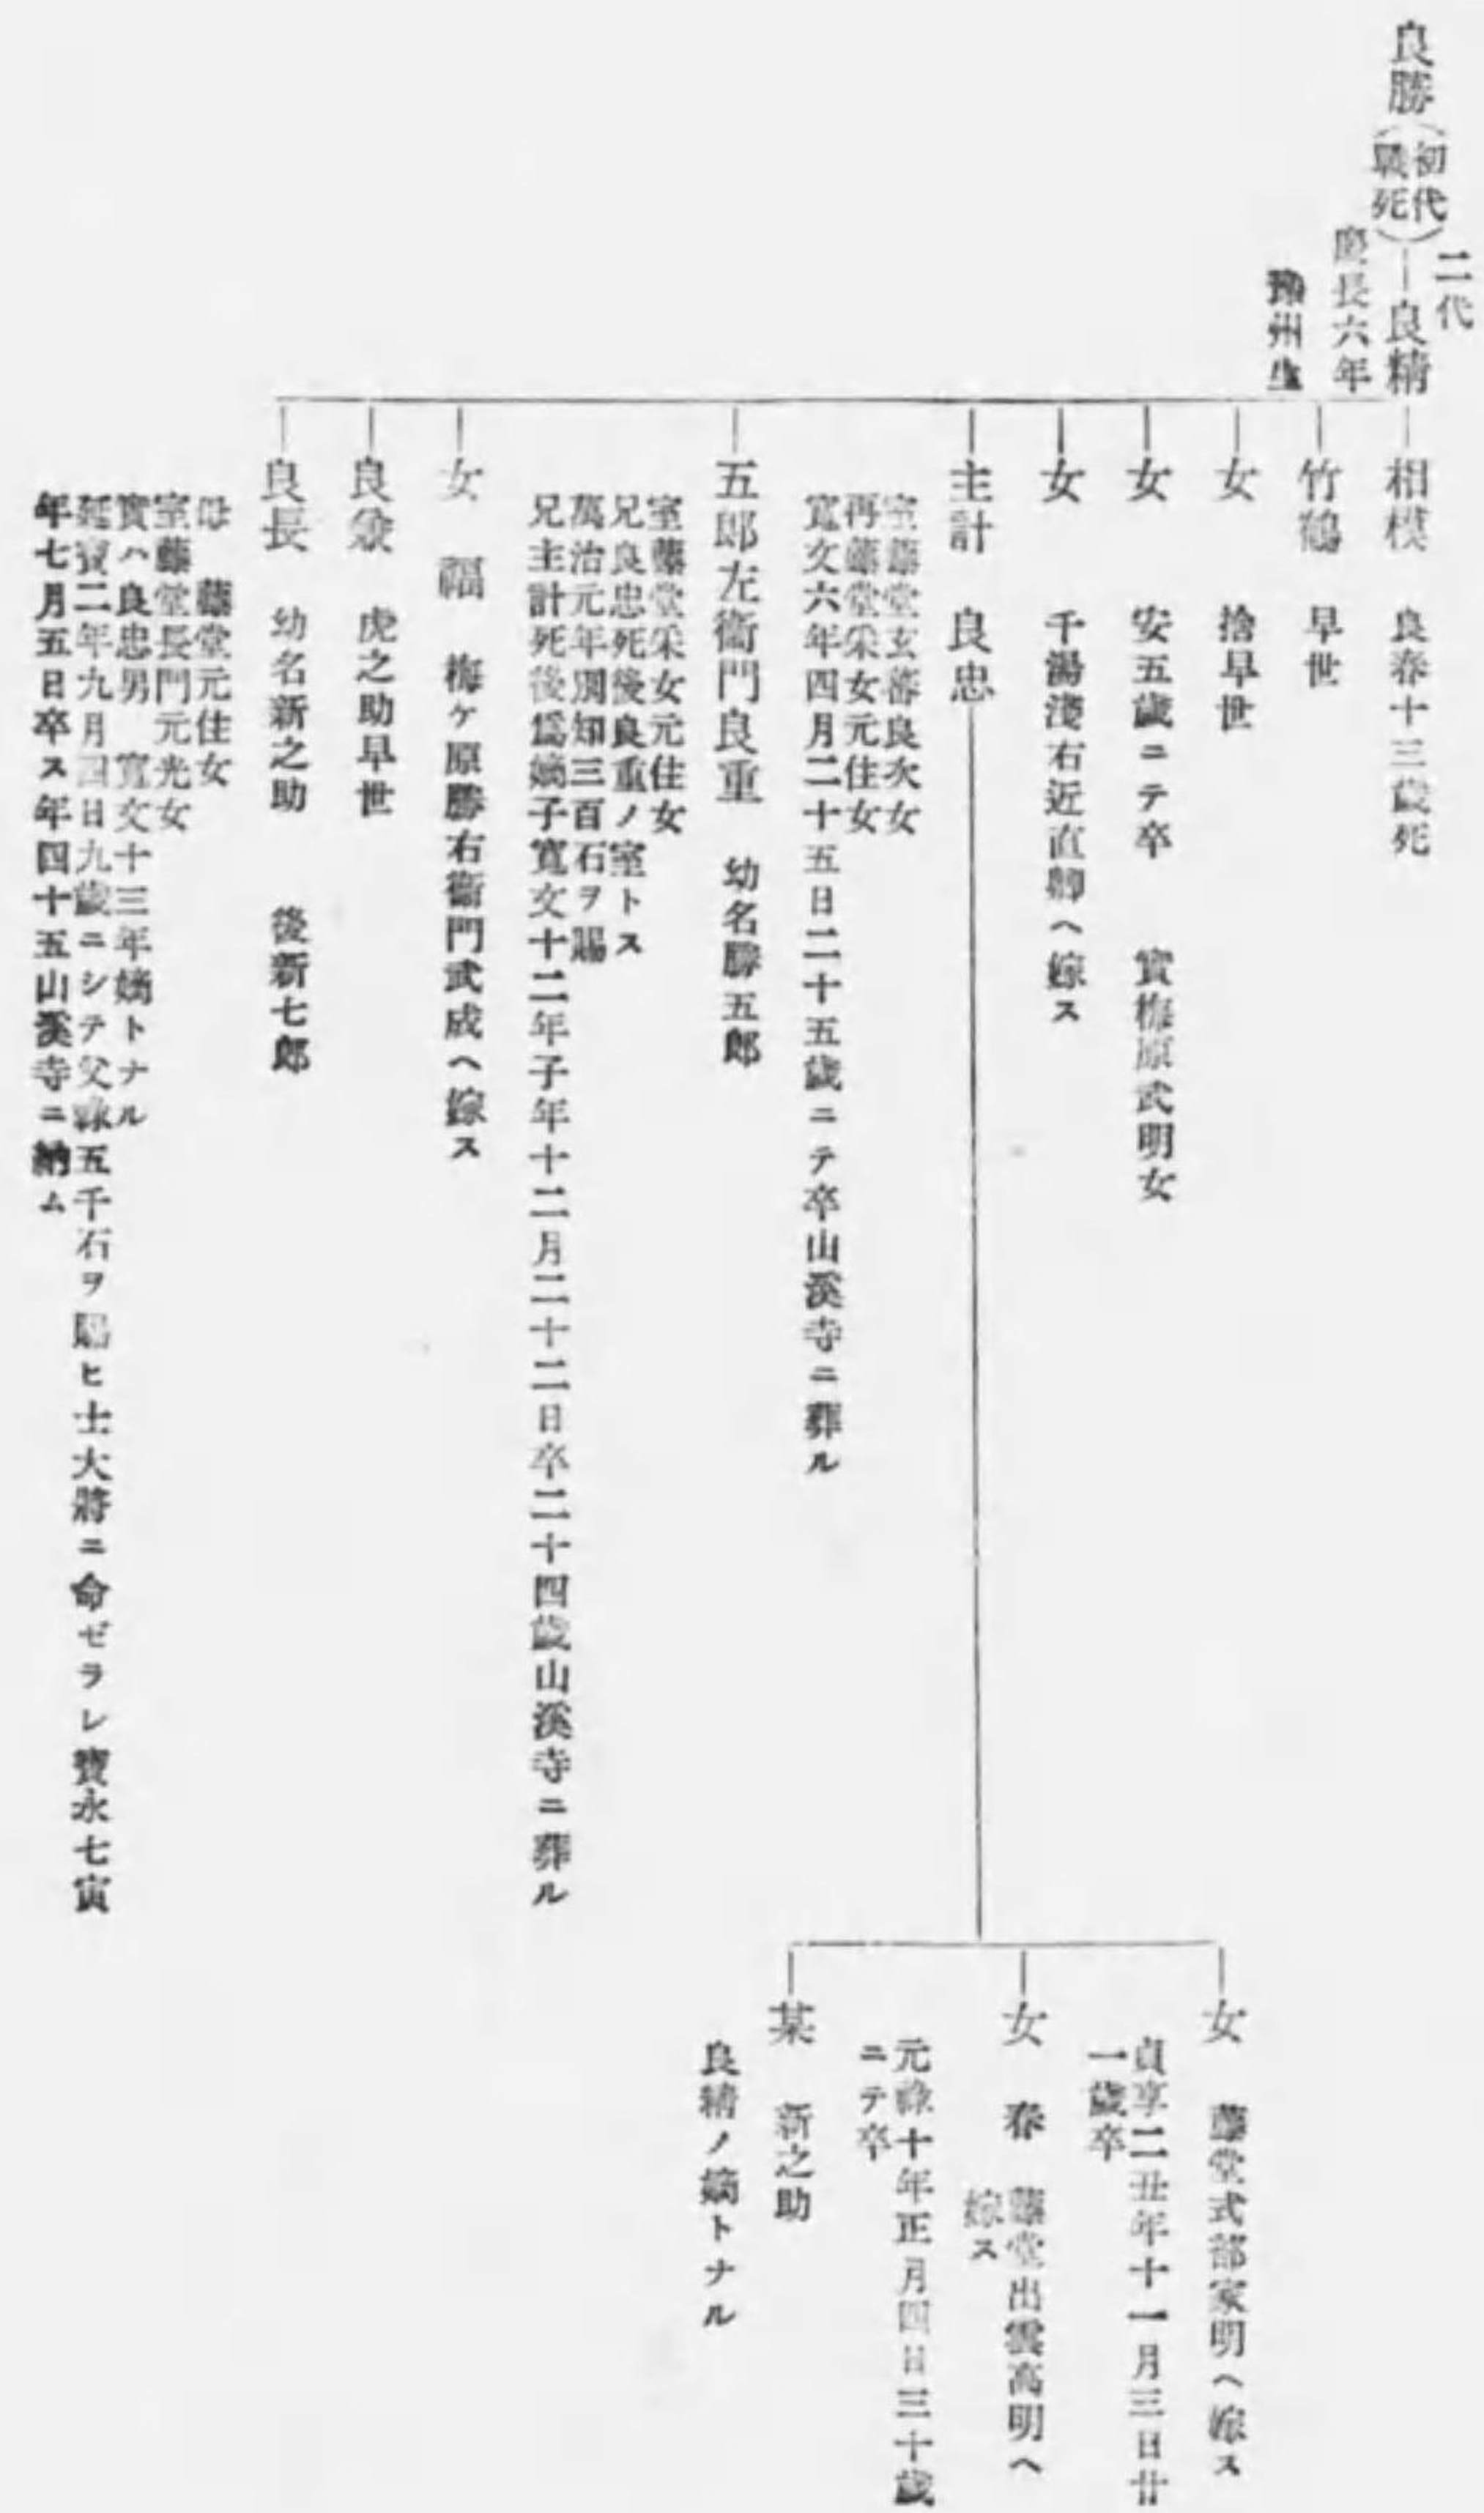 良勝(初代戰死)―良精
二代
慶長六年
豫州生
相模 良春十三歲死
竹鶴 早世
女 捨早世
女 安五歲ニテ卒 實梅原武明女
女 千湯淺右近直卿ヘ嫁ス
主計 良忠
室藤堂玄蕃良次女
再藤堂采女元住女
寬文六年四月二十五日二十五歲ニテ卒山溪寺ニ葬ル
五郎左衞門良重 幼名勝五郎
室藤堂采女元住女
兄良忠死後良重ノ室トス
萬治元年別知三百石ヲ賜
兄主計死後爲嫡子寬文十二年子年十二月二十二日卒二十四歲山溪寺ニ葬ル
女 福 梅ケ原勝右衞門武成ヘ嫁ス
良兼 虎之助早世
良長 幼名新之助 後新七郎
母 藤堂元住女
室藤堂長門元光女
實ハ良忠男 寬文十三年嫡トナル
延寶二年九月四日九歲ニシテ父祿五千石ヲ賜ヒ士大將ニ命ゼラレ寶永七寅
年七月五日卒ス年四十五山溪寺ニ納ム
女 藤堂式部家明ヘ嫁ス
貞享二丑年十一月三日廿
一歲卒
女 春 藤堂出雲高明ヘ
嫁ス
元祿十年正月四日三十歲
ニテ卒
某 新之助
良精ノ嫡トナル